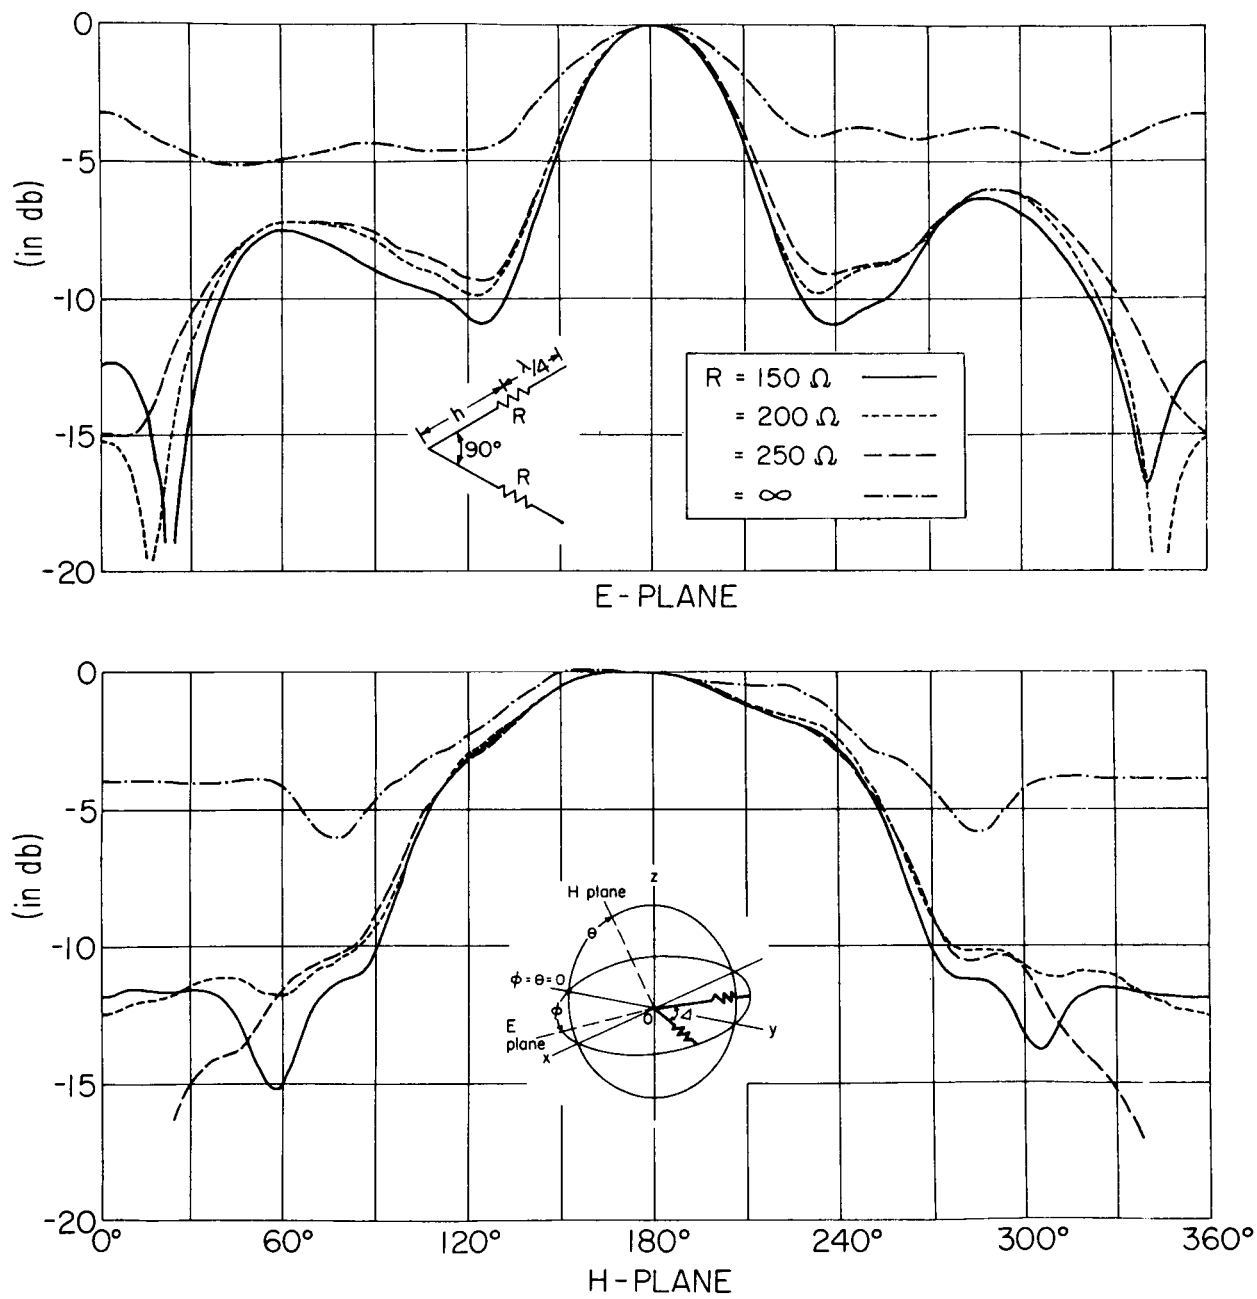 0
-5
(in db)
-10
-15
-20
h
λ/4
R
90°
R
R = 150 Ω
= 200 Ω
= 250 Ω
= ∞
E-PLANE
0
-5
(in db)
-10
-15
-20
z
H plane
θ
ϕ=θ=0
ϕ
E
plane
x
O
Δ
y
0° 60° 120° 180° 240° 300° 360°
H-PLANE